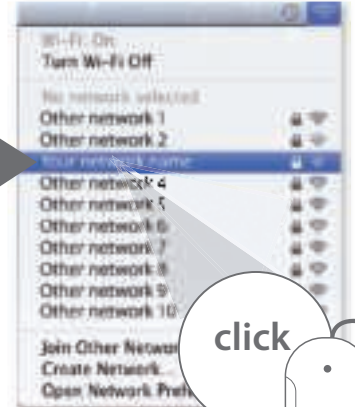 Wi-Fi: On
Turn Wi-Fi Off
No network selected
Other network 1
Other network 2
Your network name
Other network 4
Other network 5
Other network 6
Other network 7
Other network 8
Other network 9
Other network 10
Join Other Networ
Create Network...
Open Network Pref
click